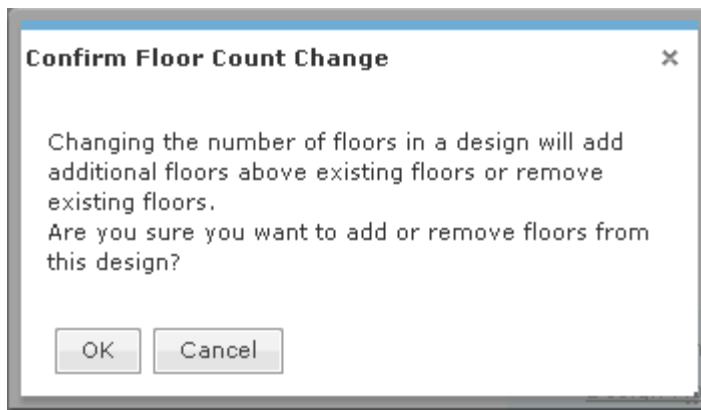 Confirm Floor Count Change
Changing the number of floors in a design will add
additional floors above existing floors or remove
existing floors.
Are you sure you want to add or remove floors from
this design?
OK
Cancel